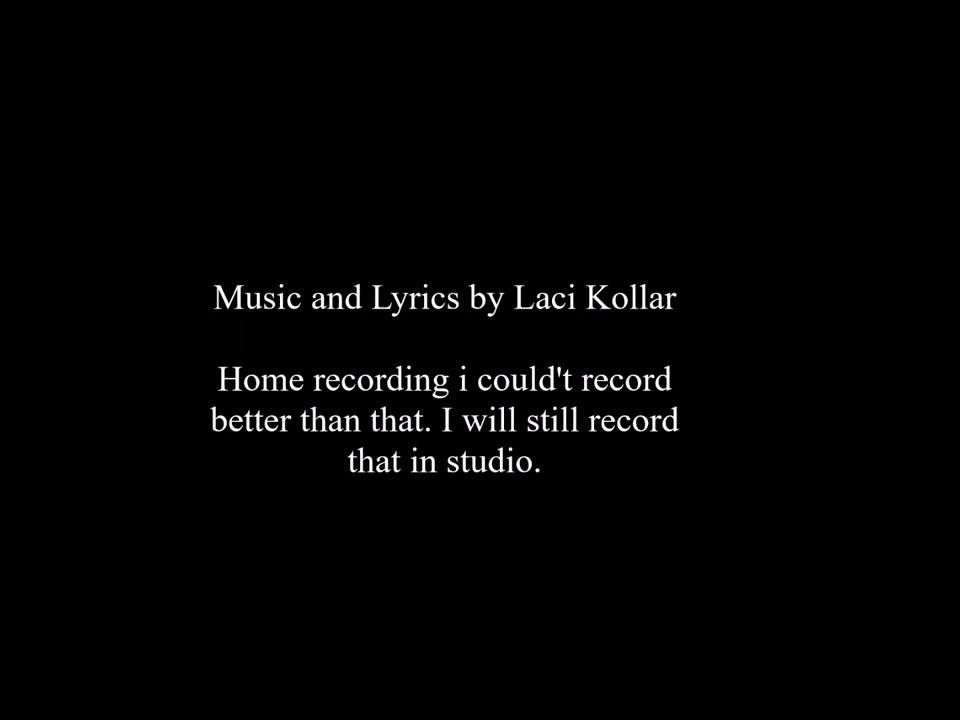 Music and Lyrics by Laci Kollar
Home recording i could't record
better than that. I will still record
that in studio.